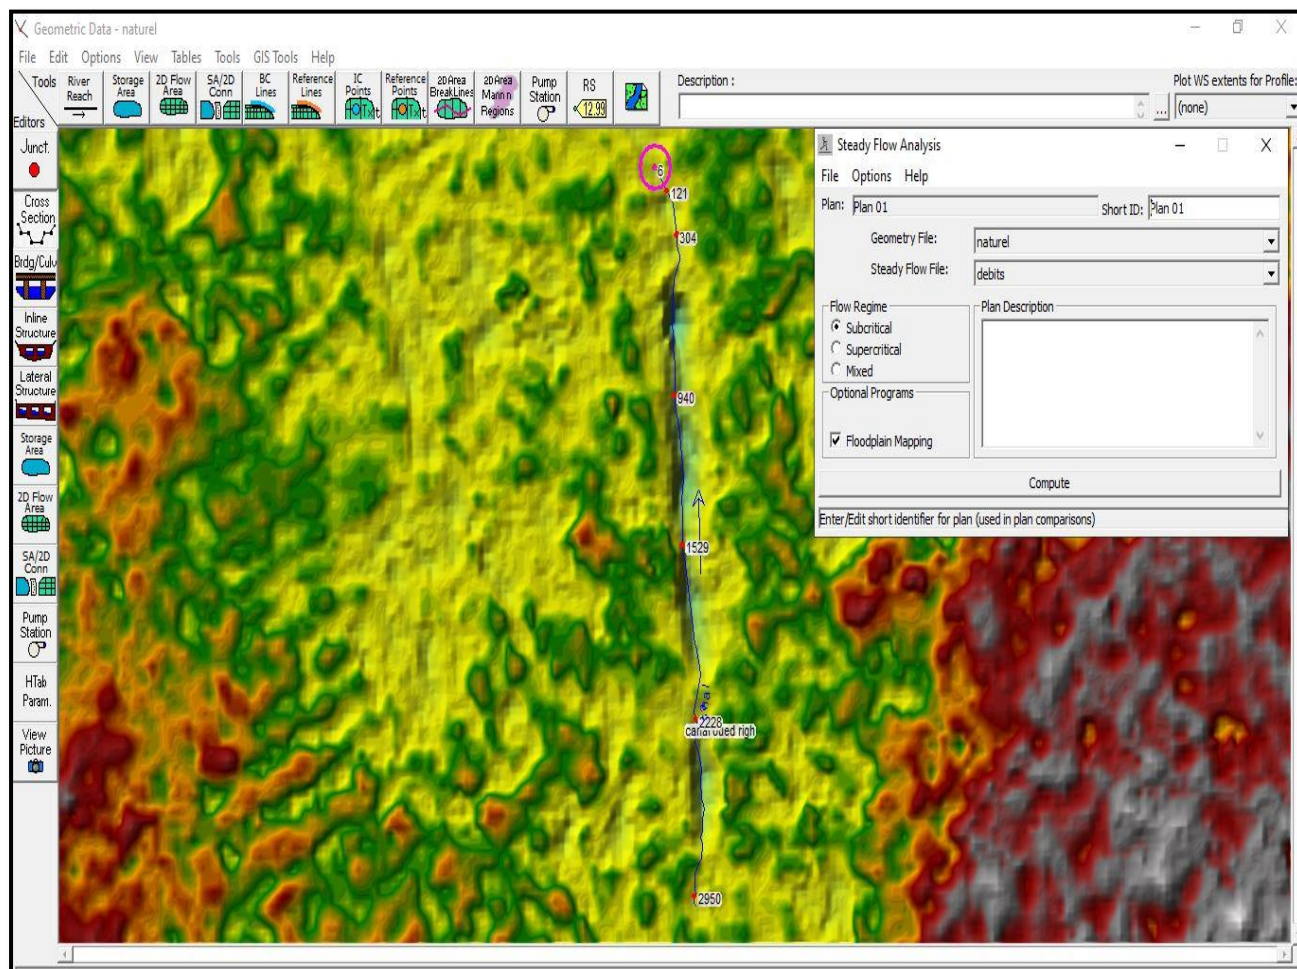 Geometric Data - naturel
File Edit Options View Tables Tools GIS Tools Help
Tools
Editors
River
Reach
Storage
Area
2D Flow
Area
SA/2D
Conn
BC
Lines
Reference
Lines
IC
Points
Reference
Points
2D Area
BreakLines
2D Area
Mann n
Regions
Pump
Station
RS
12.99
Description :
...
Plot WS extents for Profile:
(none)
Junct.
Cross
Section
Brdg/Culv
Inline
Structure
Lateral
Structure
Storage
Area
2D Flow
Area
SA/2D
Conn
Pump
Station
HTab
Param.
View
Picture
6
121
304
940
1529
2228
2950
Steady Flow Analysis
File Options Help
Plan: Plan 01
Short ID: Plan 01
Geometry File: naturel
Steady Flow File: debits
Flow Regime
Subcritical
Supercritical
Mixed
Optional Programs
Floodplain Mapping
Plan Description
Compute
Enter/Edit short identifier for plan (used in plan comparisons)